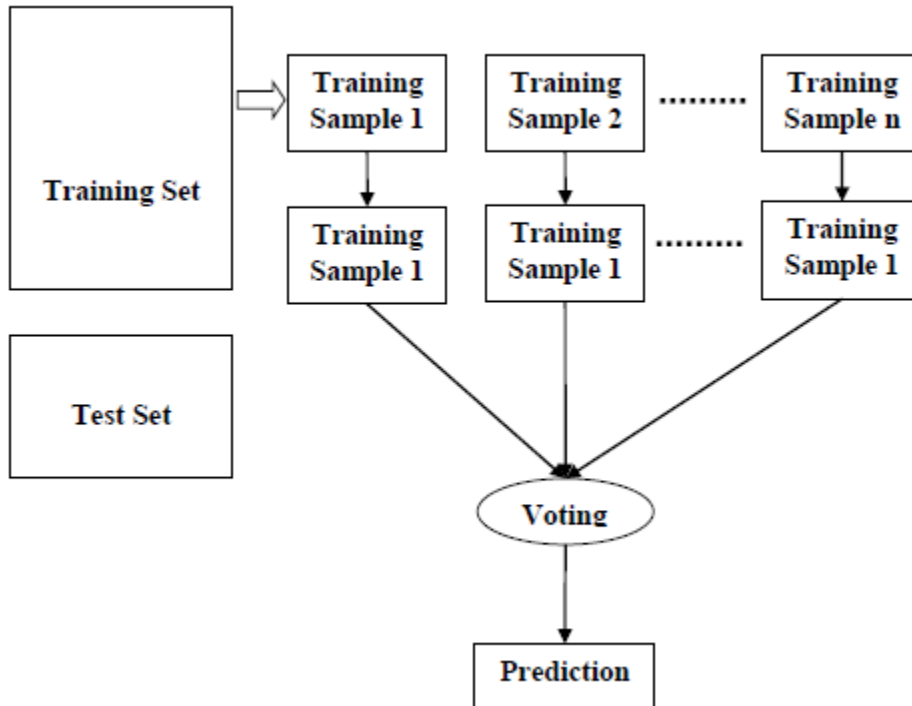 Training Set
Training
Sample 1
Training
Sample 2
.........
Training
Sample n
Training
Sample 1
Training
Sample 1
.........
Training
Sample 1
Test Set
Voting
Prediction